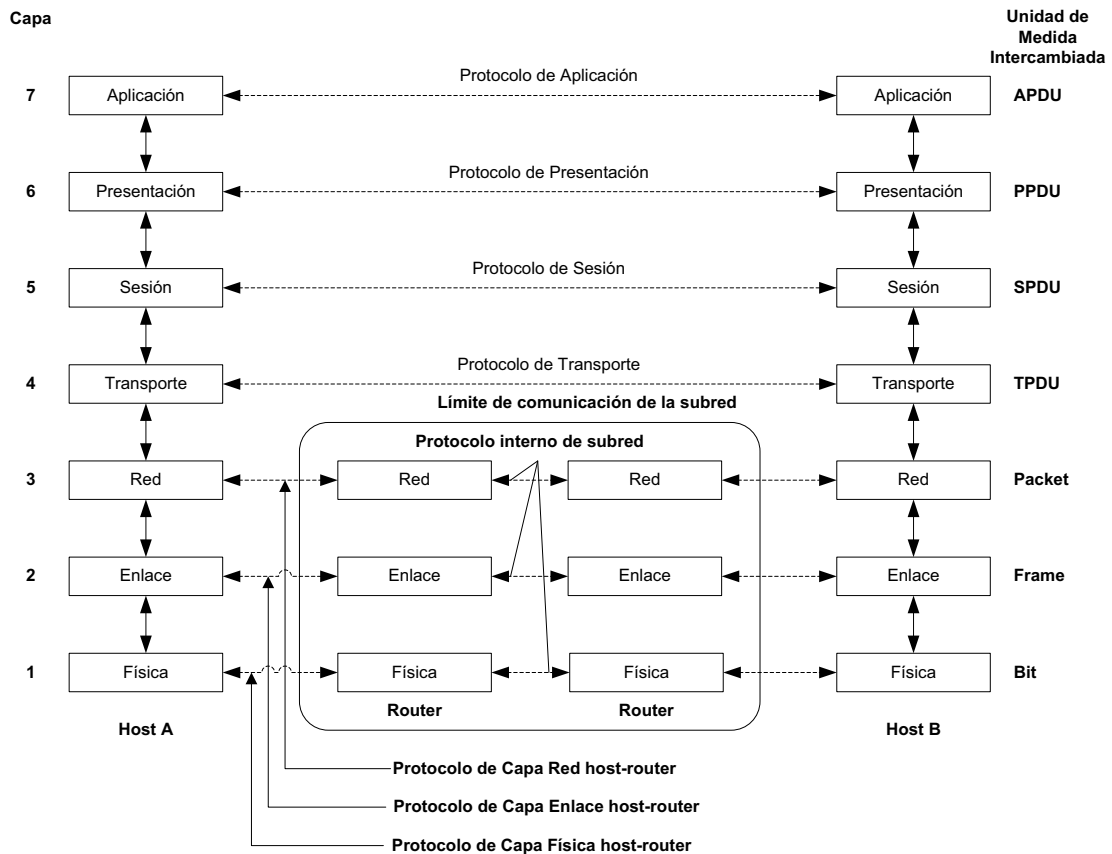 Capa
Unidad de
Medida
Intercambiada
Protocolo de Aplicación
7
Aplicación
Aplicación
APDU
Protocolo de Presentación
6
Presentación
Presentación
PPDU
Protocolo de Sesión
5
Sesión
Sesión
SPDU
Protocolo de Transporte
4
Transporte
Transporte
TPDU
Límite de comunicación de la subred
Protocolo interno de subred
3
Red
Red
Red
Red
Packet
2
Enlace
Enlace
Enlace
Enlace
Frame
1
Física
Física
Física
Física
Bit
Router
Router
Host A
Host B
Protocolo de Capa Red host-router
Protocolo de Capa Enlace host-router
Protocolo de Capa Física host-router